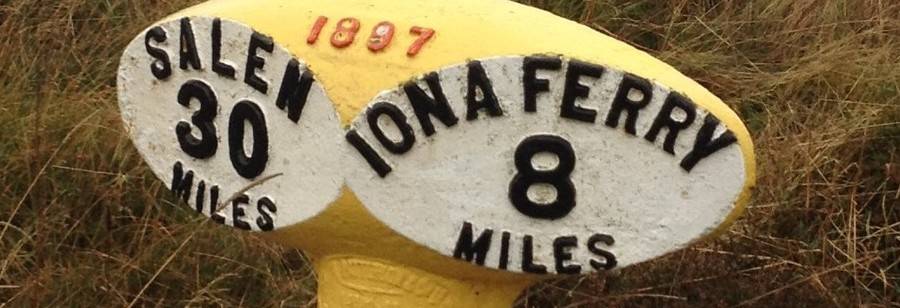 1897
SALEN
30
MILES
IONA FERRY
8
MILES